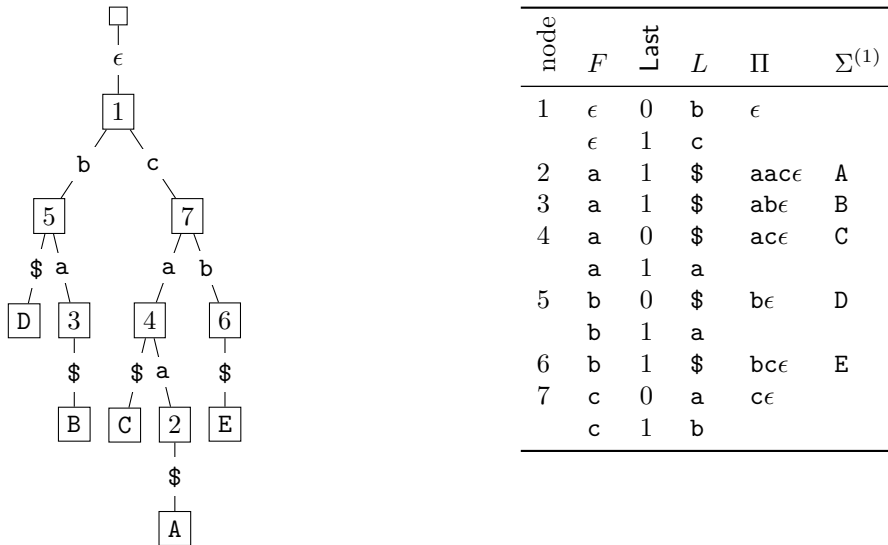 ϵ
1
b c
5 7
$ a a b
D 3 4 6
$ $ a $
B C 2 E
$
A
node F Last L Π Σ(1)
1 ϵ 0 b ϵ
ϵ 1 c
2 a 1 $ aacϵ A
3 a 1 $ abϵ B
4 a 0 $ acϵ C
a 1 a
5 b 0 $ bϵ D
b 1 a
6 b 1 $ bcϵ E
7 c 0 a cϵ
c 1 b